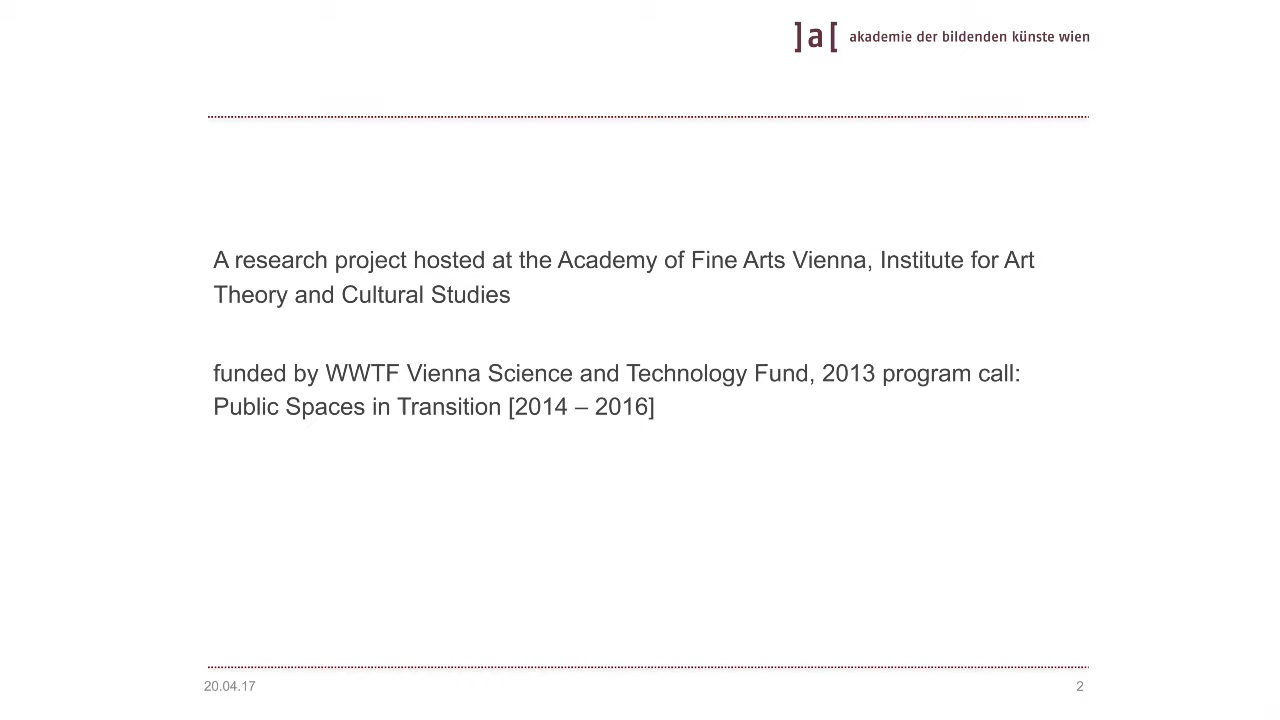 ]a[ akademie der bildenden künste wien
A research project hosted at the Academy of Fine Arts Vienna, Institute for Art
Theory and Cultural Studies
funded by WWTF Vienna Science and Technology Fund, 2013 program call:
Public Spaces in Transition [2014 – 2016]
20.04.17
2